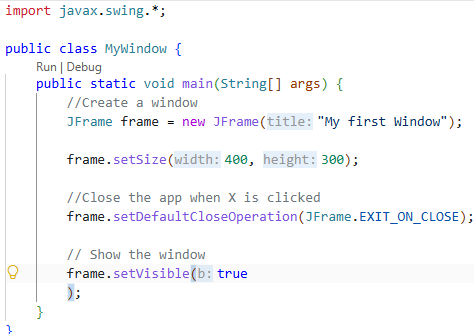 import javax.swing.*;
public class MyWindow {
Run | Debug
public static void main(String[] args) {
//Create a window
JFrame frame = new JFrame(title:"My first Window");
frame.setSize(width:400, height:300);
//Close the app when X is clicked
frame.setDefaultCloseOperation(JFrame.EXIT_ON_CLOSE);
// Show the window
frame.setVisible(b:true
);
}
}